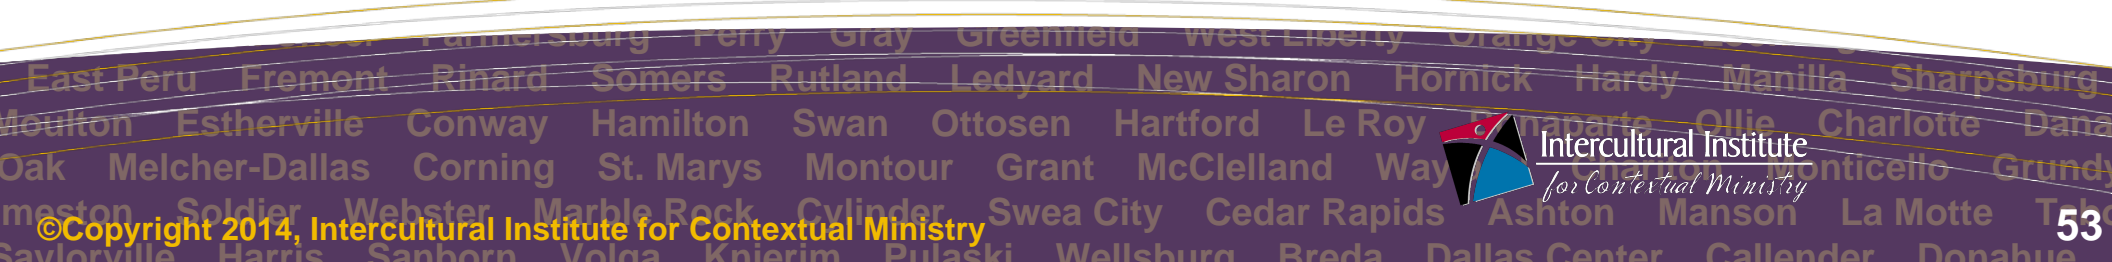 Farmersburg Perry Gray Greenfield West Liberty Orange City
East Peru Fremont Rinard Somers Rutland Ledyard New Sharon Hornick Hardy Manilla Sharpsburg
Moulton Estherville Conway Hamilton Swan Ottosen Hartford Le Roy Ollie Charlotte Dana
Oak Melcher-Dallas Corning St. Marys Montour Grant McClelland Way Grundy
Intercultural Institute
for Contextual Ministry
meston Soldier Webster Marble Rock Cylinder Swea City Cedar Rapids Ashton Manson La Motte
©Copyright 2014, Intercultural Institute for Contextual Ministry
53
Saylorville Harris Sanborn Volga Knierim Pulaski Wellsburg Breda Dallas Center Callender Donahue